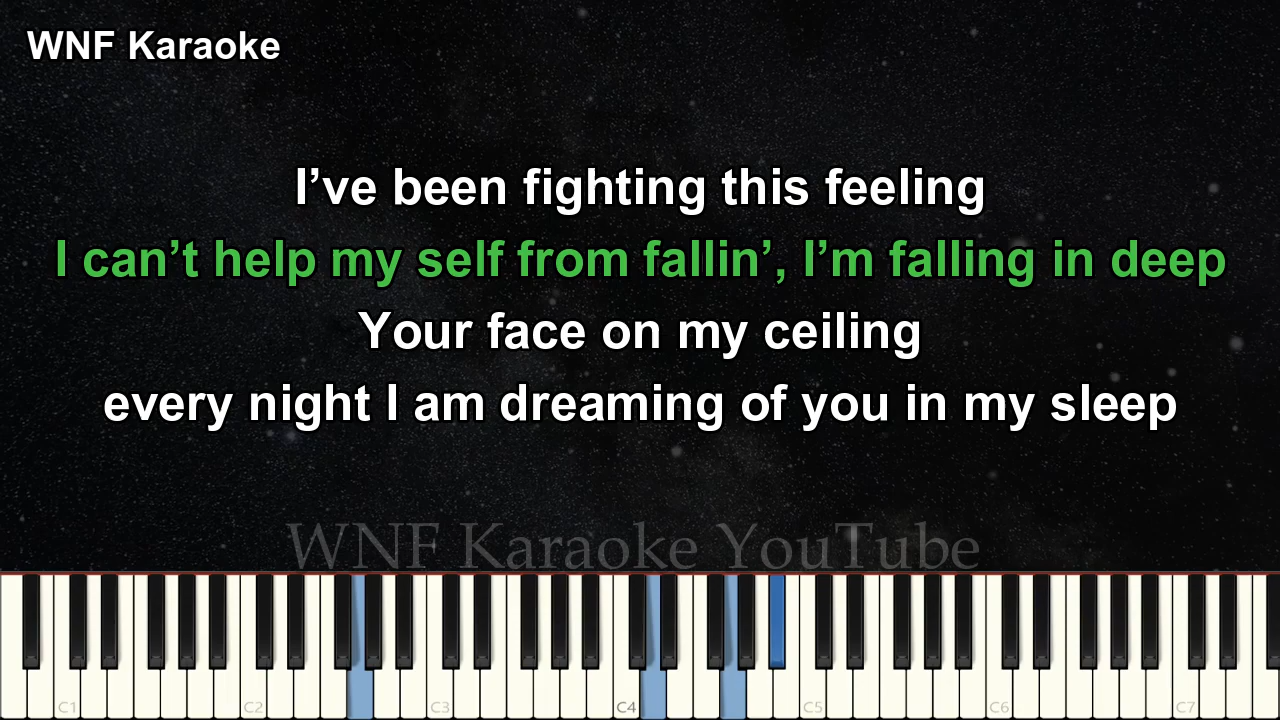 WNF Karaoke
I’ve been fighting this feeling
I can’t help my self from fallin’, I’m falling in deep
Your face on my ceiling
every night I am dreaming of you in my sleep
WNF Karaoke YouTube
C1 C2 C3 C4 C5 C6 C7